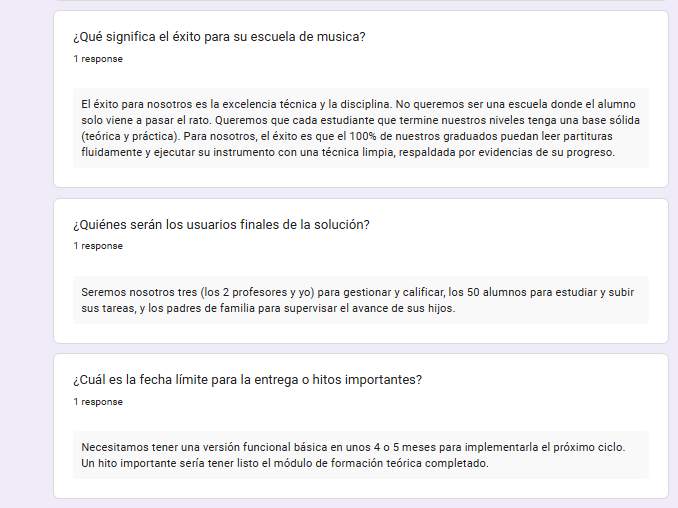 ¿Qué significa el éxito para su escuela de musica?
1 response
El éxito para nosotros es la excelencia técnica y la disciplina. No queremos ser una escuela donde el alumno
solo viene a pasar el rato. Queremos que cada estudiante que termine nuestros niveles tenga una base sólida
(teórica y práctica). Para nosotros, el éxito es que el 100% de nuestros graduados puedan leer partituras
fluidamente y ejecutar su instrumento con una técnica limpia, respaldada por evidencias de su progreso.
¿Quiénes serán los usuarios finales de la solución?
1 response
Seremos nosotros tres (los 2 profesores y yo) para gestionar y calificar, los 50 alumnos para estudiar y subir
sus tareas, y los padres de familia para supervisar el avance de sus hijos.
¿Cuál es la fecha límite para la entrega o hitos importantes?
1 response
Necesitamos tener una versión funcional básica en unos 4 o 5 meses para implementarla el próximo ciclo.
Un hito importante sería tener listo el módulo de formación teórica completado.